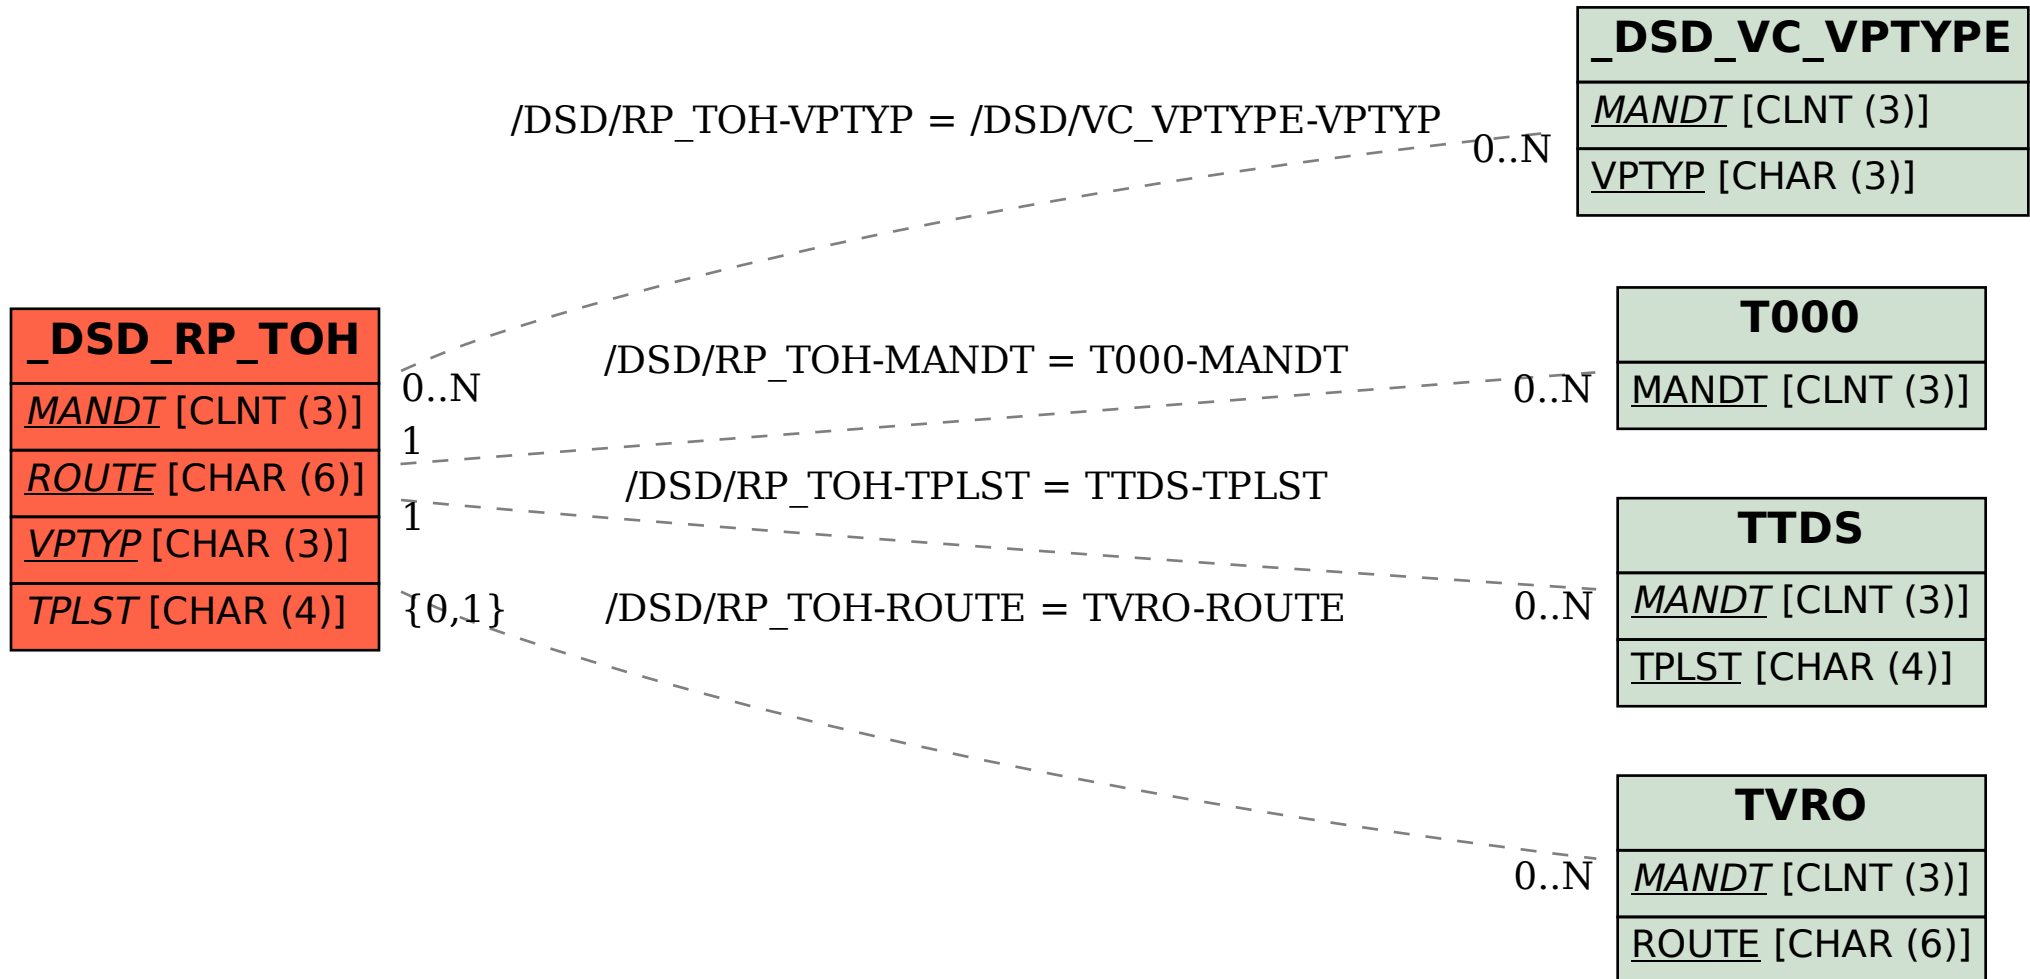 _DSD_VC_VPTYPE
MANDT [CLNT (3)]
VPTYP [CHAR (3)]
/DSD/RP_TOH-VPTYP = /DSD/VC_VPTYPE-VPTYP
0..N
_DSD_RP_TOH
MANDT [CLNT (3)]
ROUTE [CHAR (6)]
VPTYP [CHAR (3)]
TPLST [CHAR (4)]
0..N
1
1
{0,1}
/DSD/RP_TOH-MANDT = T000-MANDT
0..N
T000
MANDT [CLNT (3)]
/DSD/RP_TOH-TPLST = TTDS-TPLST
0..N
TTDS
MANDT [CLNT (3)]
TPLST [CHAR (4)]
/DSD/RP_TOH-ROUTE = TVRO-ROUTE
0..N
TVRO
MANDT [CLNT (3)]
ROUTE [CHAR (6)]